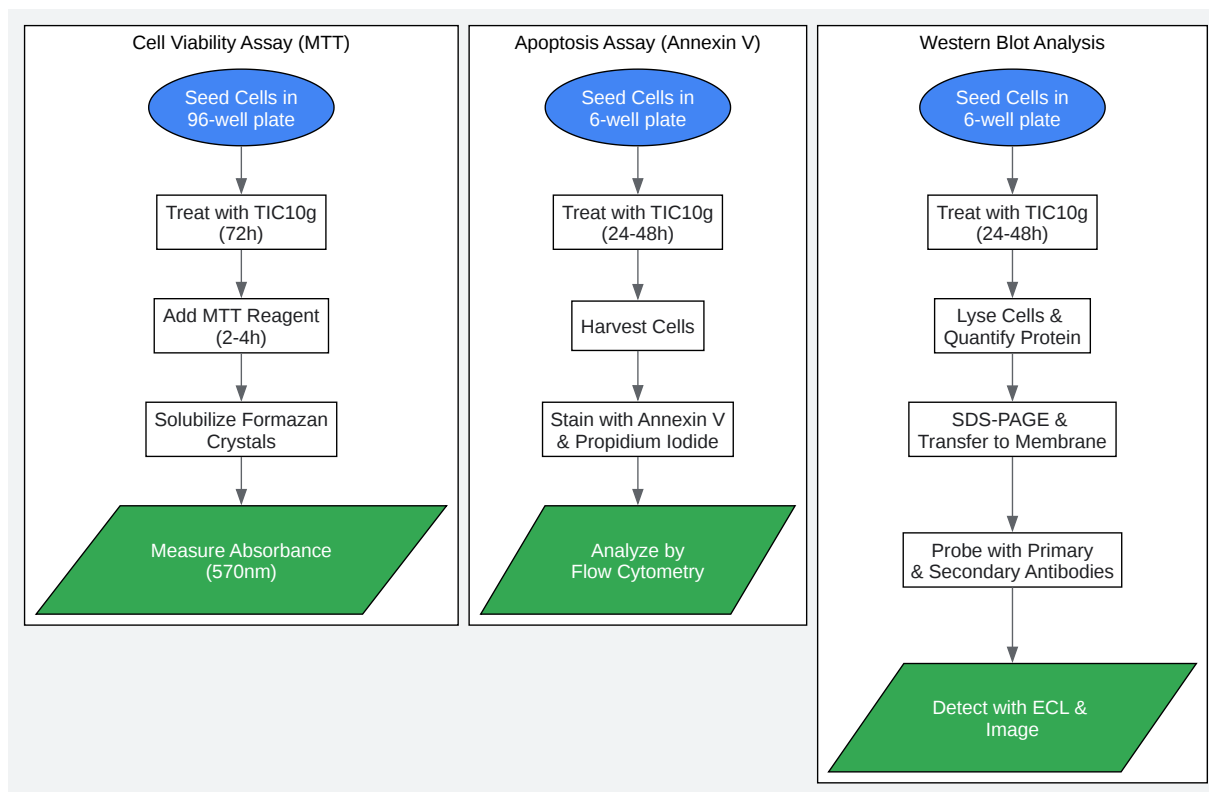 Cell Viability Assay (MTT)
Seed Cells in
96-well plate
Treat with TIC10g
(72h)
Add MTT Reagent
(2-4h)
Solubilize Formazan
Crystals
Measure Absorbance
(570nm)
Apoptosis Assay (Annexin V)
Seed Cells in
6-well plate
Treat with TIC10g
(24-48h)
Harvest Cells
Stain with Annexin V
& Propidium Iodide
Analyze by
Flow Cytometry
Western Blot Analysis
Seed Cells in
6-well plate
Treat with TIC10g
(24-48h)
Lyse Cells &
Quantify Protein
SDS-PAGE &
Transfer to Membrane
Probe with Primary
& Secondary Antibodies
Detect with ECL &
Image